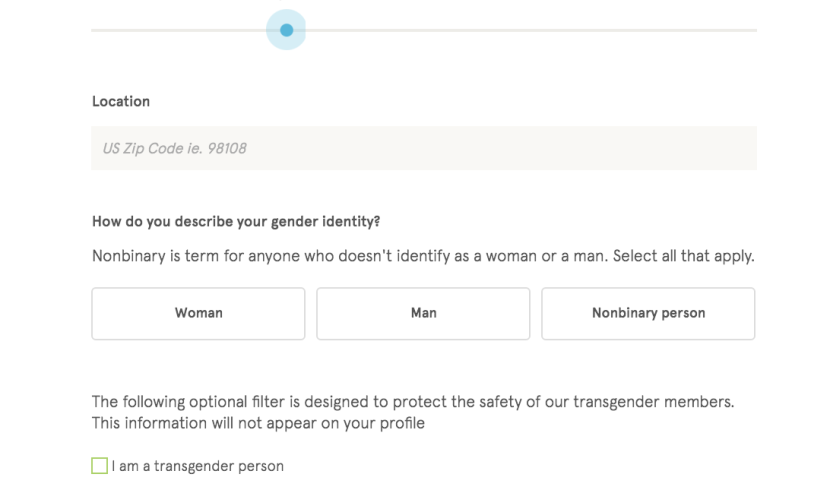 Location
US Zip Code ie. 98108
How do you describe your gender identity?
Nonbinary is term for anyone who doesn't identify as a woman or a man. Select all that apply.
Woman
Man
Nonbinary person
The following optional filter is designed to protect the safety of our transgender members.
This information will not appear on your profile
I am a transgender person